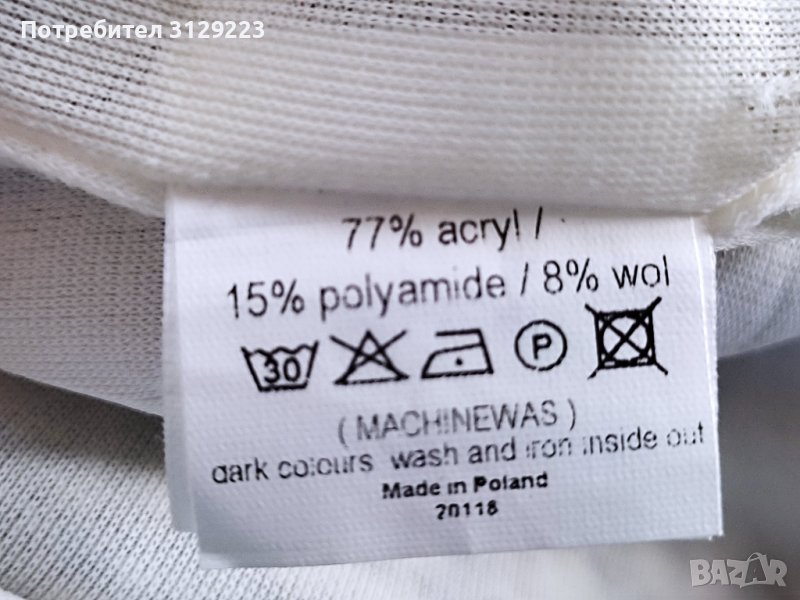 Потребител 3129223
77% acryl /
15% polyamide / 8% wol
30 P
( MACHINEWAS )
dark colours wash and iron inside out
Made in Poland
20118
BAZAR